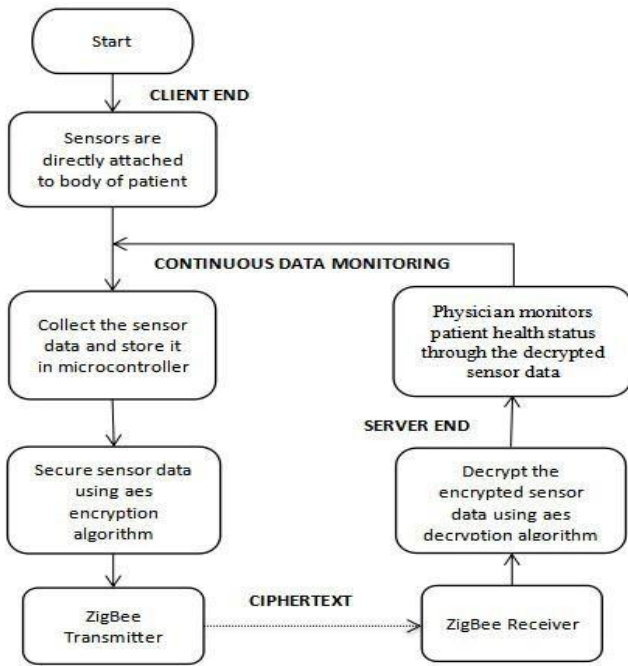 Start
CLIENT END
Sensors are
directly attached
to body of patient
CONTINUOUS DATA MONITORING
Collect the sensor
data and store it
in microcontroller
Physician monitors
patient health status
through the decrypted
sensor data
SERVER END
Secure sensor data
using aes
encryption
algorithm
Decrypt the
encrypted sensor
data using aes
decryption algorithm
CIPHERTEXT
ZigBee
Transmitter
ZigBee Receiver